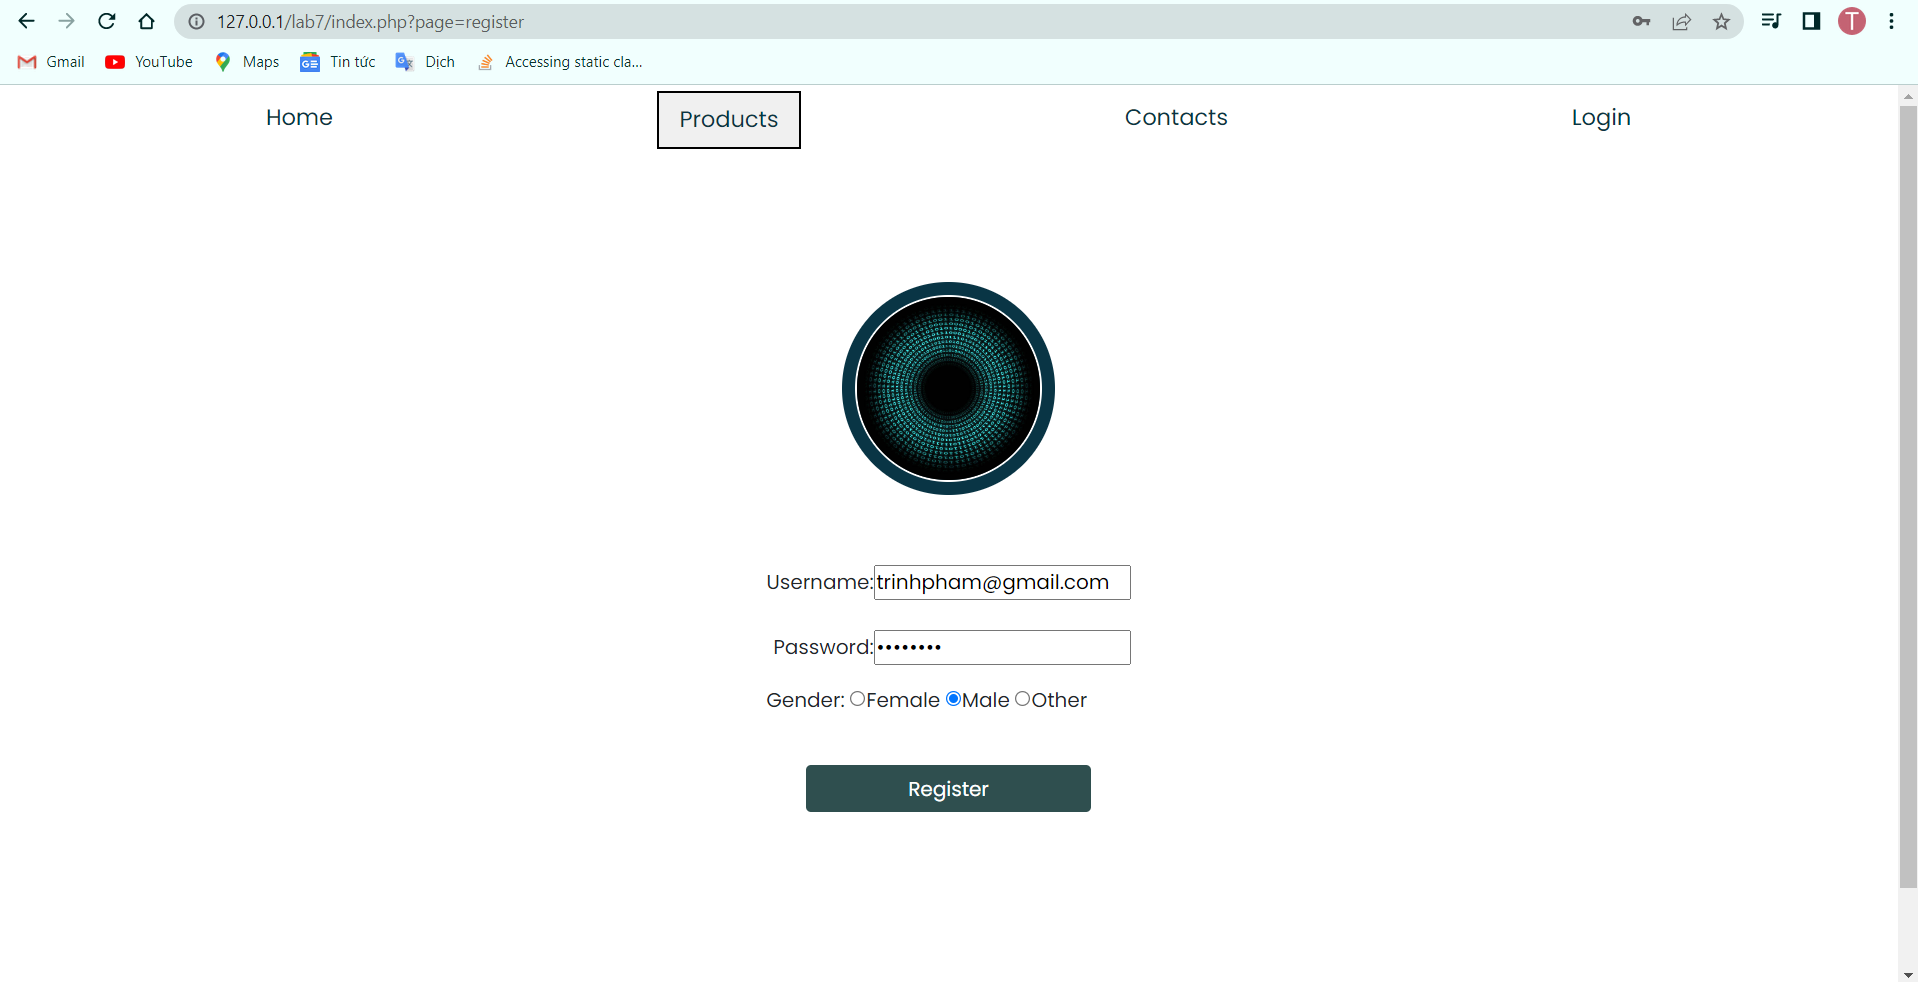 127.0.0.1/lab7/index.php?page=register
T
Gmail YouTube Maps Tin tức Dịch Accessing static cla...
Home Products Contacts Login
Username: trinhpham@gmail.com
Password: ••••••••
Gender: Female Male Other
Register